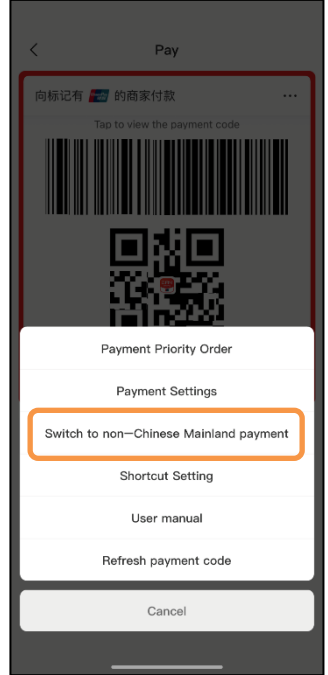 Pay
向标记有 的商家付款
Tap to view the payment code
Payment Priority Order
Payment Settings
Switch to non—Chinese Mainland payment
Shortcut Setting
User manual
Refresh payment code
Cancel